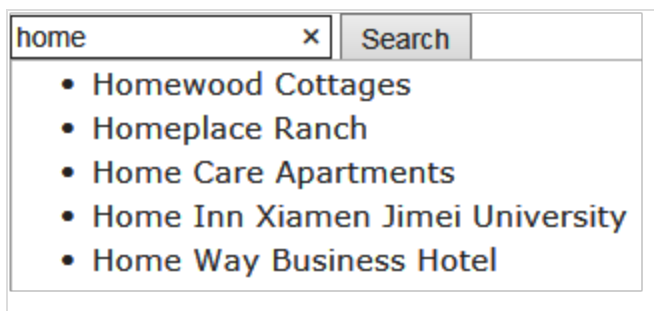 home × Search
• Homewood Cottages
• Homeplace Ranch
• Home Care Apartments
• Home Inn Xiamen Jimei University
• Home Way Business Hotel